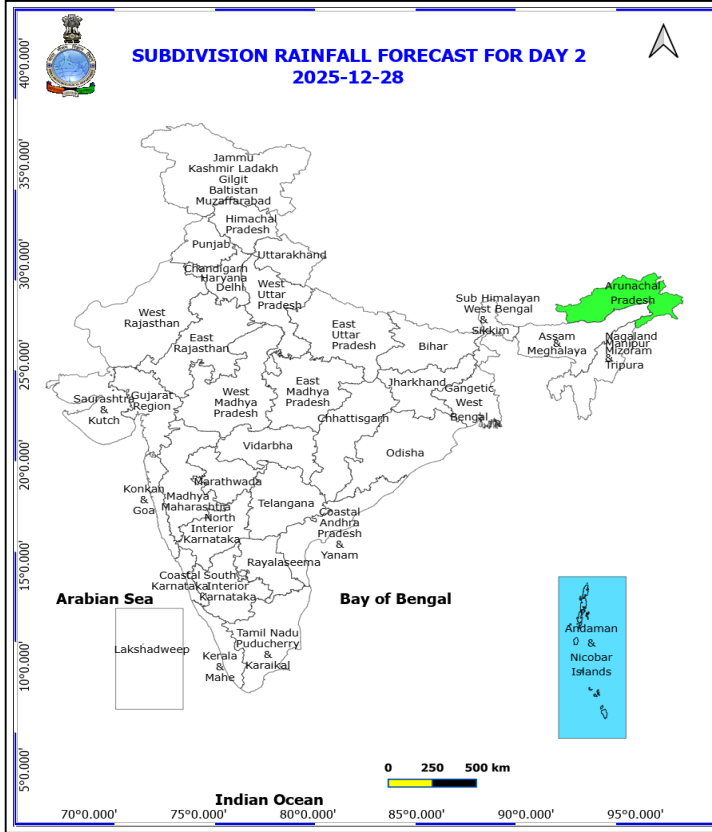 SUBDIVISION RAINFALL FORECAST FOR DAY 2
2025-12-28
40°0.000'
35°0.000'
30°0.000'
25°0.000'
20°0.000'
15°0.000'
10°0.000'
5°0.000'
Jammu
Kashmir Ladakh
Gilgit
Baltistan
Muzaffarabad
Himachal
Pradesh
Punjab
Uttarakhand
Chandigarh
Haryana
Delhi
West
Uttar
Pradesh
West
Rajasthan
East
Rajasthan
East
Uttar
Pradesh
Bihar
Sub Himalayan
West Bengal
&
Sikkim
Arunachal
Pradesh
Assam
&
Meghalaya
Nagaland
Manipur
Mizoram
&
Tripura
Saurashtra
&
Kutch
Gujarat
Region
West
Madhya
Pradesh
East
Madhya
Pradesh
Jharkhand
Gangetic
West
Bengal
Chhattisgarh
Odisha
Vidarbha
Konkan
&
Goa
Marathwada
Madhya
Maharashtra
Telangana
North
Interior
Karnataka
Coastal
Andhra
Pradesh
&
Yanam
Rayalaseema
Coastal
Karnataka
South
Interior
Karnataka
Arabian Sea
Bay of Bengal
Lakshadweep
Kerala
&
Mahe
Tamil Nadu
Puducherry
&
Karaikal
Andaman
&
Nicobar
Islands
0 250 500 km
Indian Ocean
70°0.000' 75°0.000' 80°0.000' 85°0.000' 90°0.000' 95°0.000'